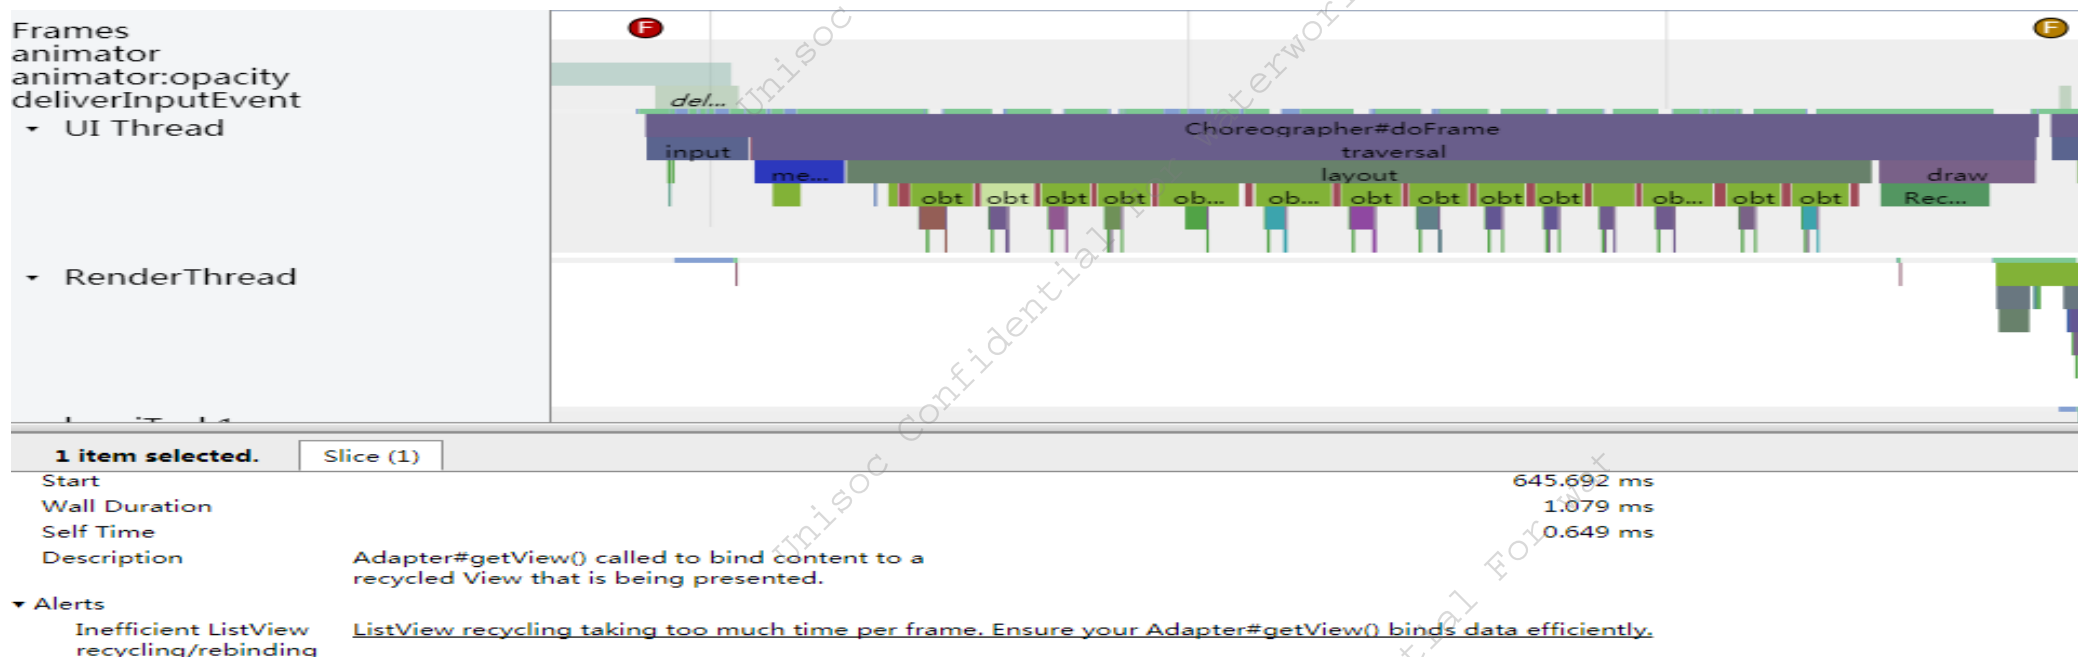 Frames
F
F
animator
animator:opacity
deliverInputEvent
del...
UI Thread
Choreographer#doFrame
input
traversal
me...
layout
draw
obt
obt
obt
obt
ob...
ob...
obt
obt
obt
obt
ob...
obt
obt
Rec...
RenderThread
1 item selected.
Slice (1)
Start
645.692 ms
Wall Duration
1.079 ms
Self Time
0.649 ms
Description
Adapter#getView() called to bind content to a
recycled View that is being presented.
Alerts
Inefficient ListView
recycling/rebinding
ListView recycling taking too much time per frame. Ensure your Adapter#getView() binds data efficiently.
Unisoc
Unisoc Confidential
waterworl
For wat
tial